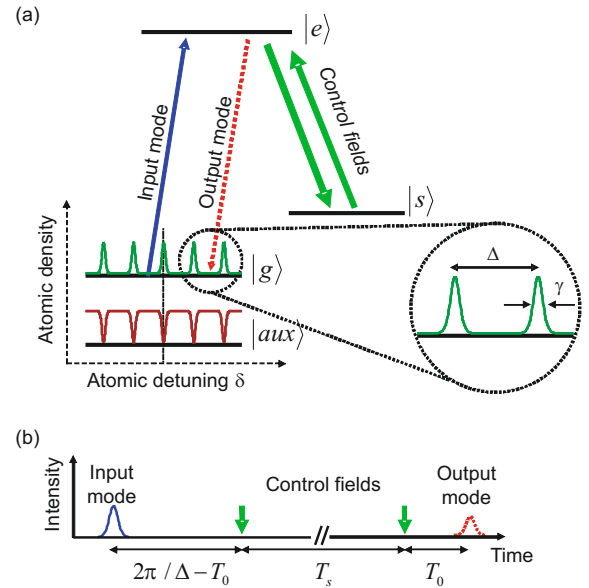 (a)
|e⟩
Input mode
Output mode
Control fields
|s⟩
Atomic density
|g⟩
|aux⟩
Δ
γ
Atomic detuning δ
(b)
Intensity
Input
mode
Control fields
Output
mode
Time
2π / Δ − T₀
Tₛ
T₀